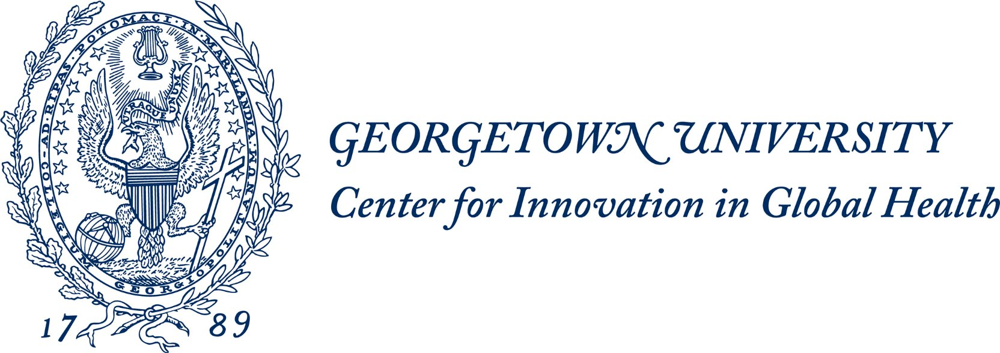 COLLEGIUM·GEORGIOPOLITANUM·AD·RIPAS·POTOMACI·IN·MARYLANDIA·
UTRAQUE UNUM
17 89
GEORGETOWN UNIVERSITY
Center for Innovation in Global Health